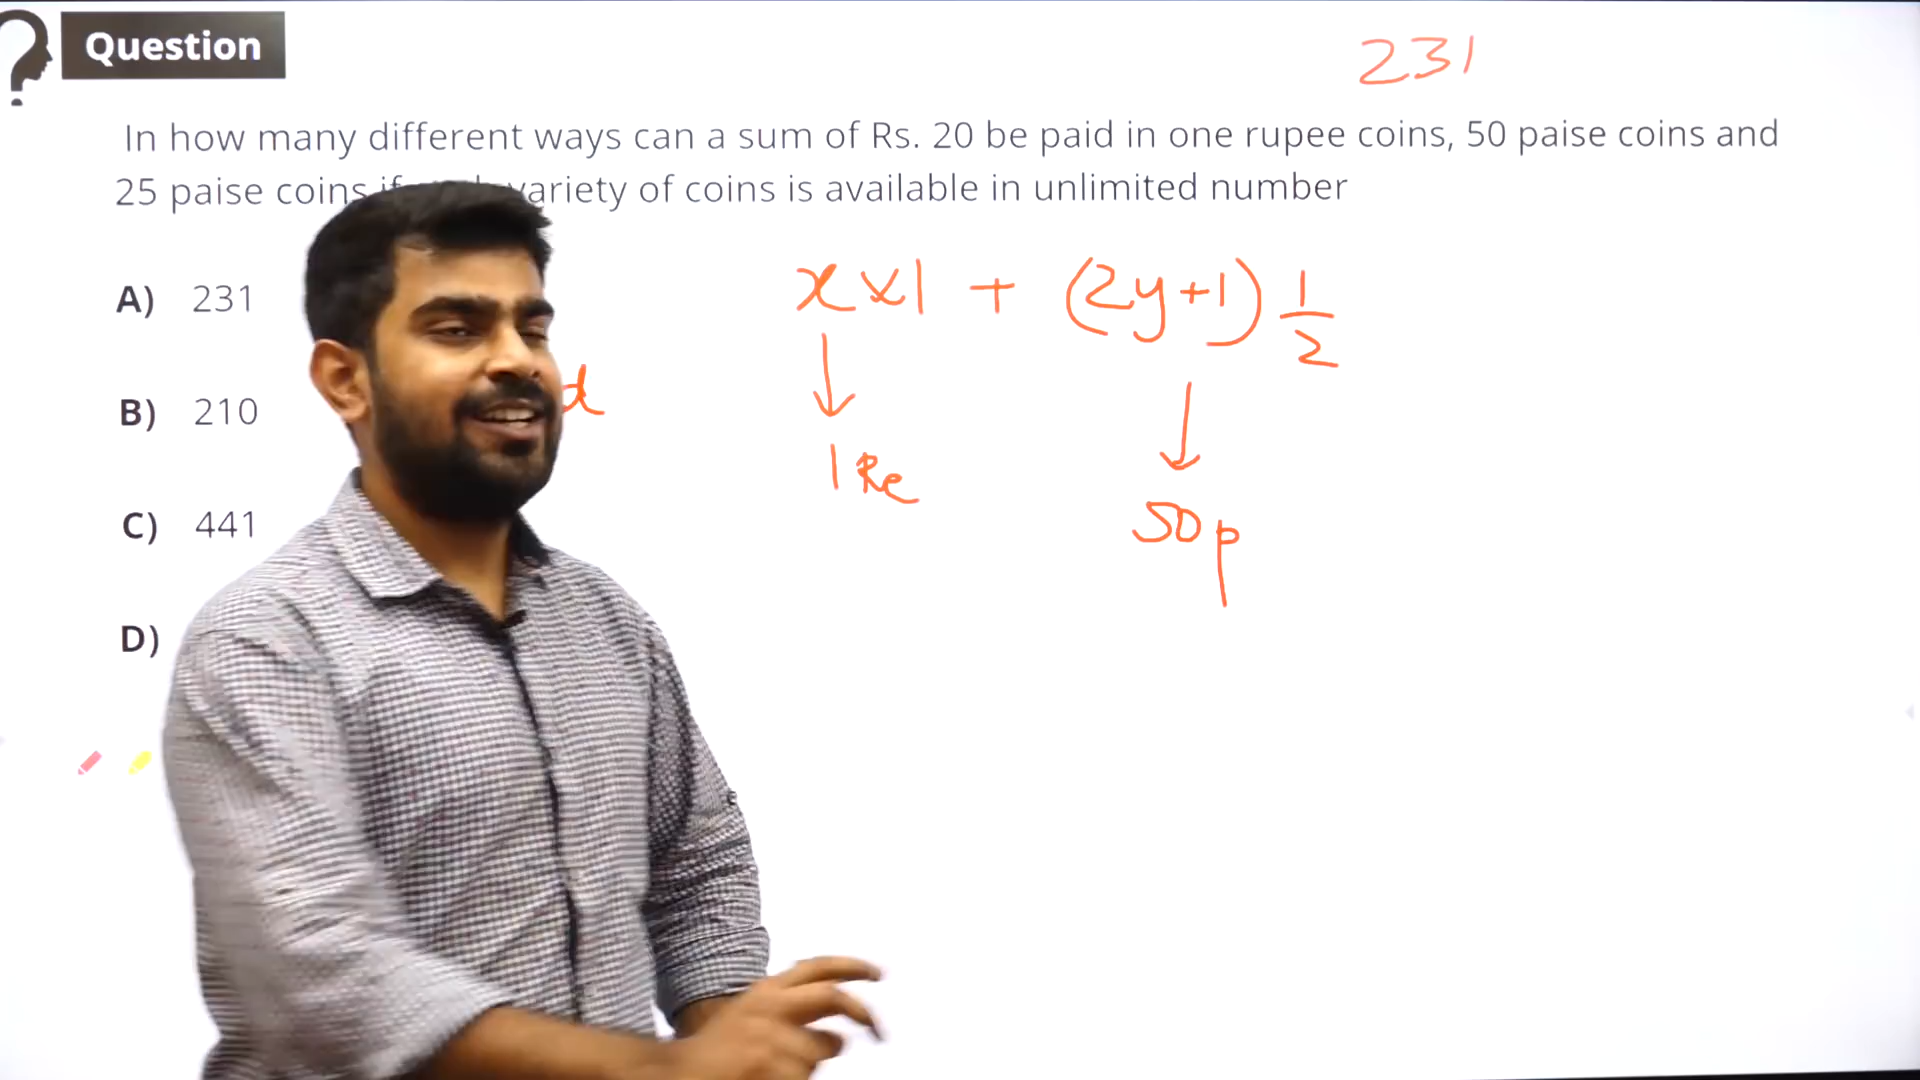 Question
231
In how many different ways can a sum of Rs. 20 be paid in one rupee coins, 50 paise coins and
25 paise coins variety of coins is available in unlimited number
x×1 + (2y+1) 1/2
A) 231
d
B) 210
1 Re
C) 441
50p
D)